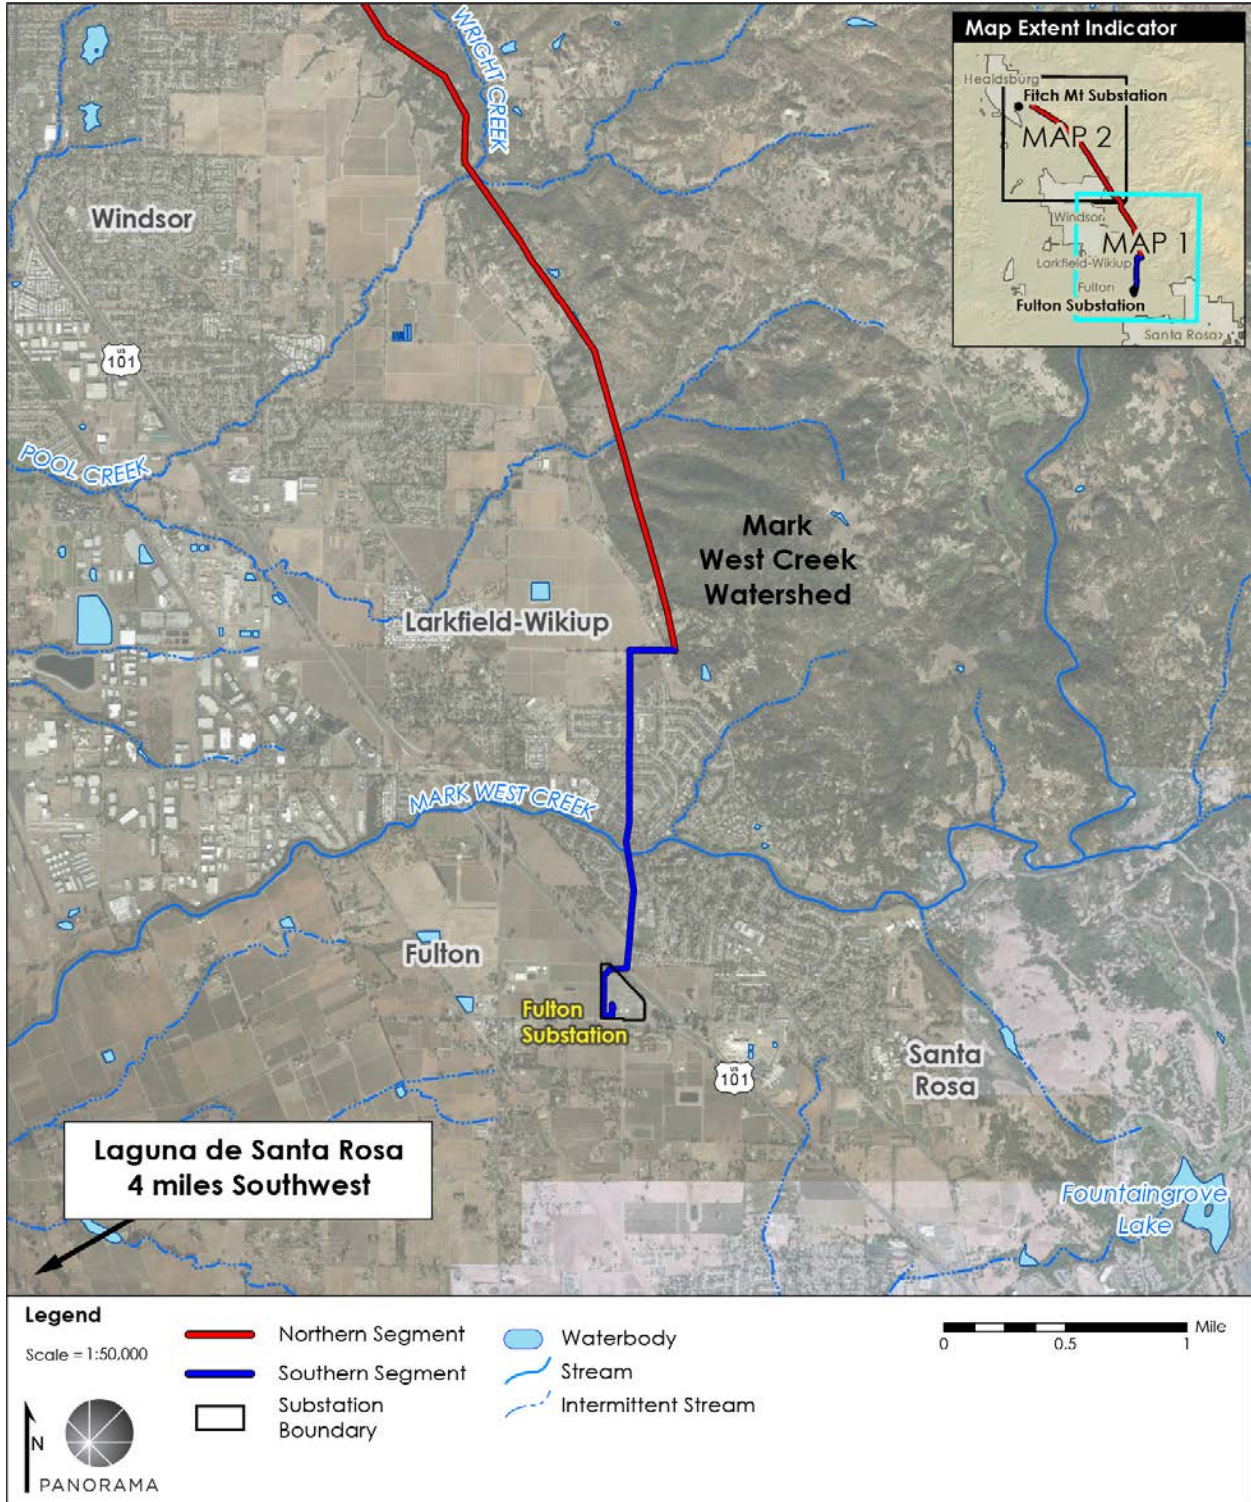 WRIGHT CREEK
Map Extent Indicator
Healdsburg
Fitch Mt Substation
MAP 2
Windsor
MAP 1
Larkfield-Wikiup
Fulton
Fulton Substation
Santa Rosa
Windsor
US
101
POOL CREEK
Mark
West Creek
Watershed
Larkfield-Wikiup
MARK WEST CREEK
Fulton
Fulton
Substation
US
101
Santa
Rosa
Laguna de Santa Rosa
4 miles Southwest
Fountaingrove
Lake
Legend
Scale = 1:50,000
N
PANORAMA
Northern Segment
Southern Segment
Substation
Boundary
Waterbody
Stream
Intermittent Stream
Mile
0 0.5 1